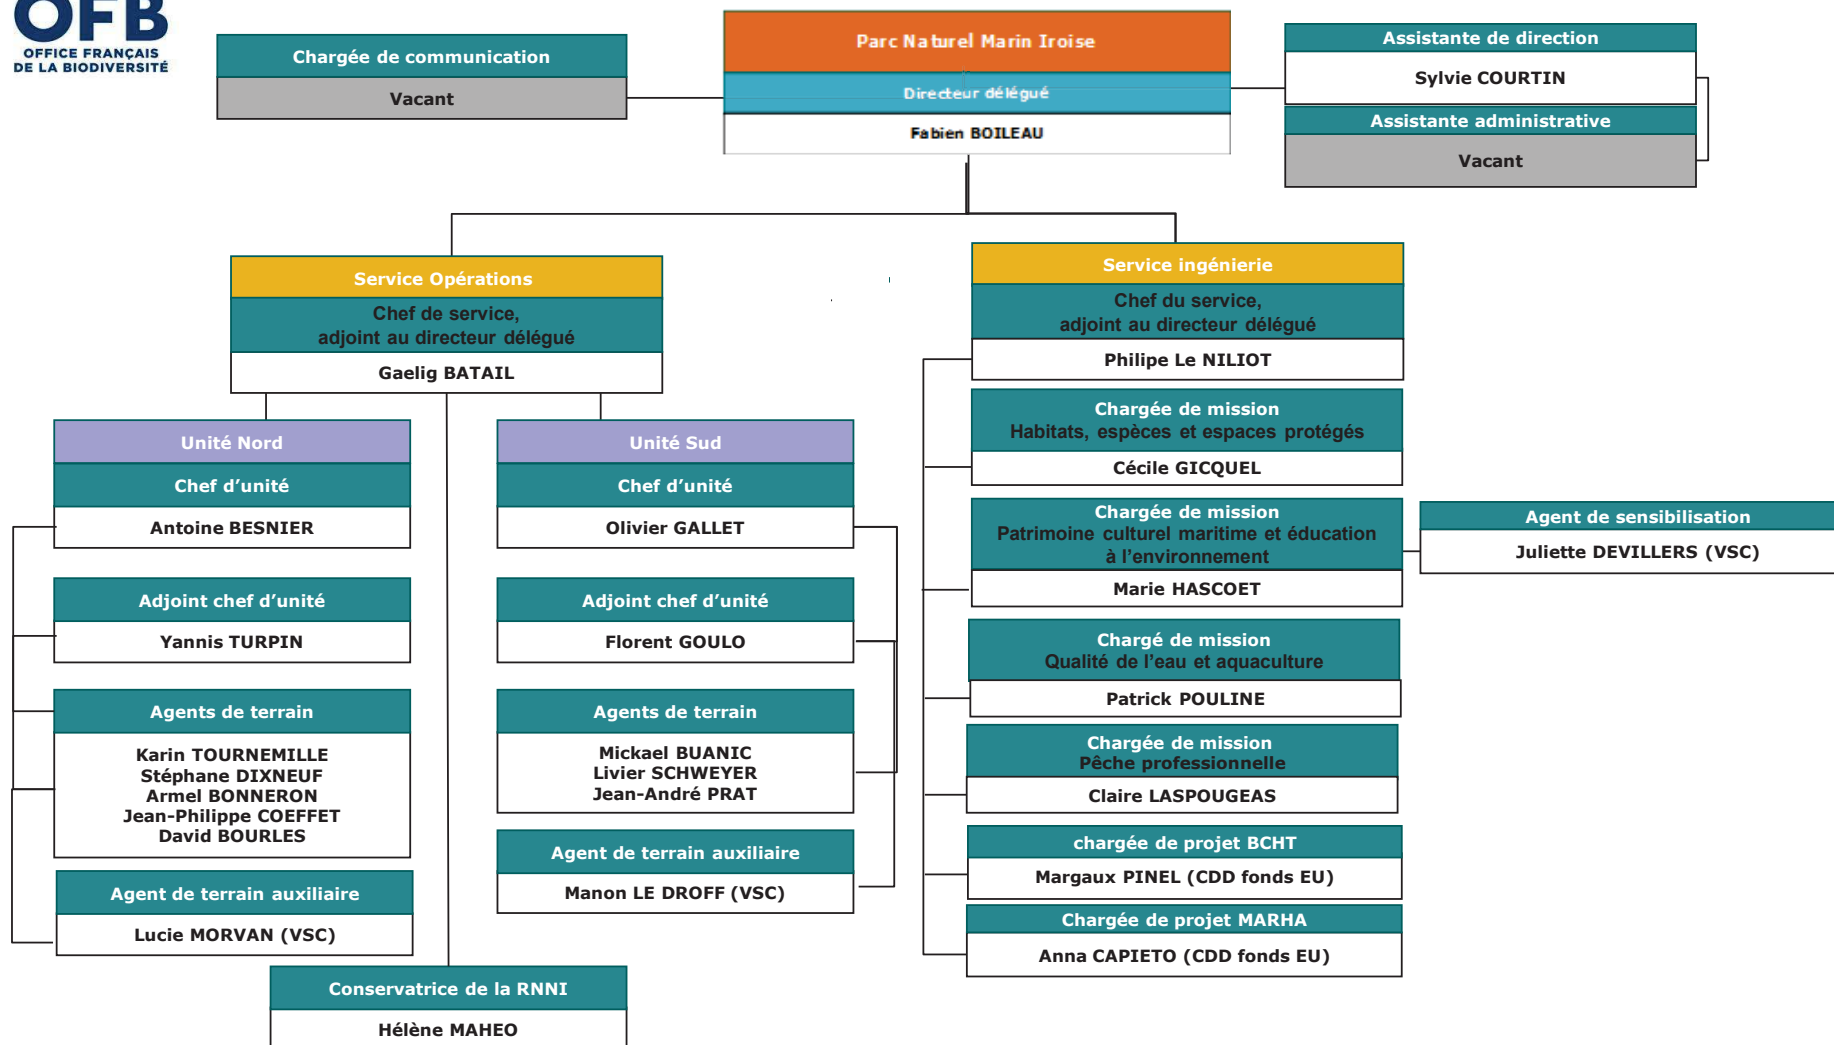 OFB
OFFICE FRANÇAIS
DE LA BIODIVERSITÉ
Chargée de communication
Vacant
Parc Naturel Marin Iroise
Directeur délégué
Fabien BOILEAU
Assistante de direction
Sylvie COURTIN
Assistante administrative
Vacant
Service Opérations
Chef de service,
adjoint au directeur délégué
Gaelig BATAIL
Unité Nord
Chef d’unité
Antoine BESNIER
Adjoint chef d’unité
Yannis TURPIN
Agents de terrain
Karin TOURNEMILLE
Stéphane DIXNEUF
Armel BONNERON
Jean-Philippe COEFFET
David BOURLES
Agent de terrain auxiliaire
Lucie MORVAN (VSC)
Unité Sud
Chef d’unité
Olivier GALLET
Adjoint chef d’unité
Florent GOULO
Agents de terrain
Mickael BUANIC
Livier SCHWEYER
Jean-André PRAT
Agent de terrain auxiliaire
Manon LE DROFF (VSC)
Conservatrice de la RNNI
Hélène MAHEO
Service ingénierie
Chef du service,
adjoint au directeur délégué
Philipe Le NILIOT
Chargée de mission
Habitats, espèces et espaces protégés
Cécile GICQUEL
Chargée de mission
Patrimoine culturel maritime et éducation
à l’environnement
Marie HASCOET
Agent de sensibilisation
Juliette DEVILLERS (VSC)
Chargé de mission
Qualité de l’eau et aquaculture
Patrick POULINE
Chargée de mission
Pêche professionnelle
Claire LASPOUGEAS
chargée de projet BCHT
Margaux PINEL (CDD fonds EU)
Chargée de projet MARHA
Anna CAPIETO (CDD fonds EU)